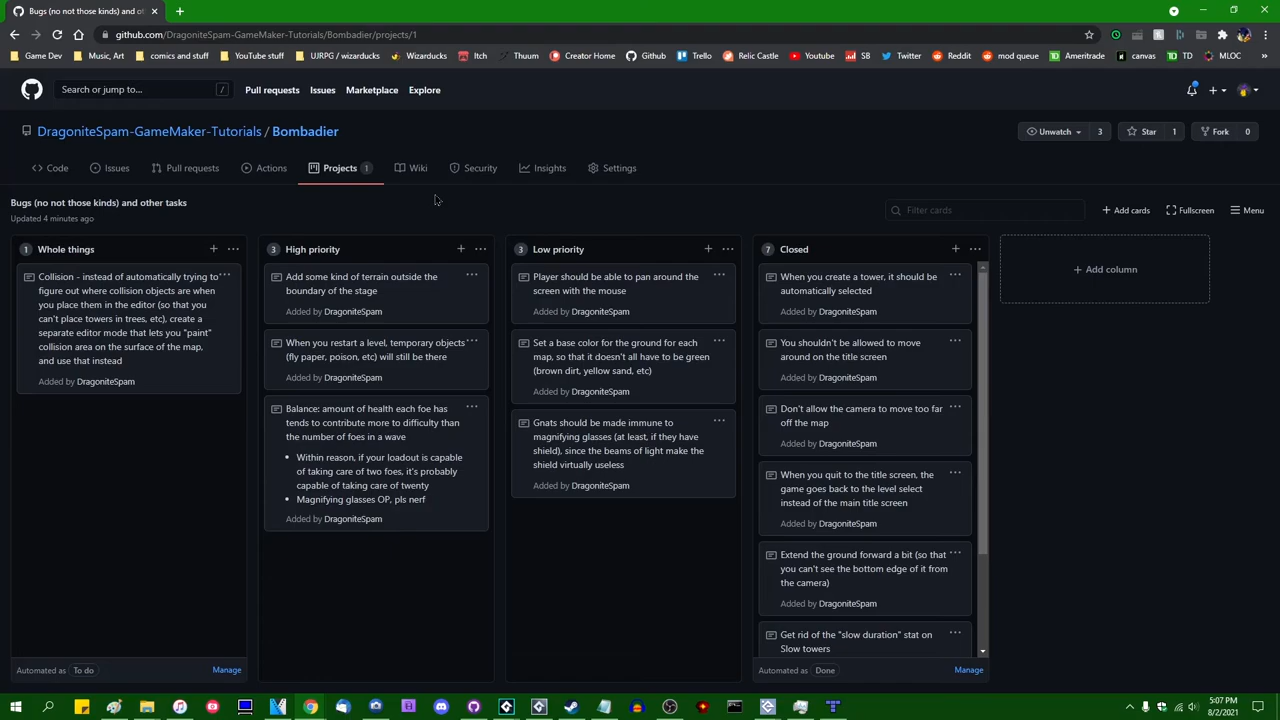 Bugs (no not those kinds) and ot
github.com/DragoniteSpam-GameMaker-Tutorials/Bombadier/projects/1
Game Dev
Music, Art
comics and stuff
YouTube stuff
UJRPG / wizarducks
Wizarducks
Itch
Thuum
Creator Home
Github
Trello
Relic Castle
Youtube
SB
Twitter
Reddit
mod queue
Ameritrade
canvas
TD
MLOC
Search or jump to...
/
Pull requests
Issues
Marketplace
Explore
DragoniteSpam-GameMaker-Tutorials / Bombadier
Unwatch
3
Star
1
Fork
0
Code
Issues
Pull requests
Actions
Projects
1
Wiki
Security
Insights
Settings
Bugs (no not those kinds) and other tasks
Updated 4 minutes ago
Filter cards
Add cards
Fullscreen
Menu
1
Whole things
Collision - instead of automatically trying to
figure out where collision objects are when
you place them in the editor (so that you
can't place towers in trees, etc), create a
separate editor mode that lets you "paint"
collision area on the surface of the map,
and use that instead
Added by DragoniteSpam
Automated as
To do
Manage
3
High priority
Add some kind of terrain outside the
boundary of the stage
Added by DragoniteSpam
When you restart a level, temporary objects
(fly paper, poison, etc) will still be there
Added by DragoniteSpam
Balance: amount of health each foe has
tends to contribute more to difficulty than
the number of foes in a wave
Within reason, if your loadout is capable
of taking care of two foes, it's probably
capable of taking care of twenty
Magnifying glasses OP, pls nerf
Added by DragoniteSpam
3
Low priority
Player should be able to pan around the
screen with the mouse
Added by DragoniteSpam
Set a base color for the ground for each
map, so that it doesn't all have to be green
(brown dirt, yellow sand, etc)
Added by DragoniteSpam
Gnats should be made immune to
magnifying glasses (at least, if they have
shield), since the beams of light make the
shield virtually useless
Added by DragoniteSpam
7
Closed
When you create a tower, it should be
automatically selected
Added by DragoniteSpam
You shouldn't be allowed to move
around on the title screen
Added by DragoniteSpam
Don't allow the camera to move too far
off the map
Added by DragoniteSpam
When you quit to the title screen, the
game goes back to the level select
instead of the main title screen
Added by DragoniteSpam
Extend the ground forward a bit (so that
you can't see the bottom edge of it from
the camera)
Added by DragoniteSpam
Get rid of the "slow duration" stat on
Slow towers
Automated as
Done
Manage
Add column
5:07 PM
8/2/2021